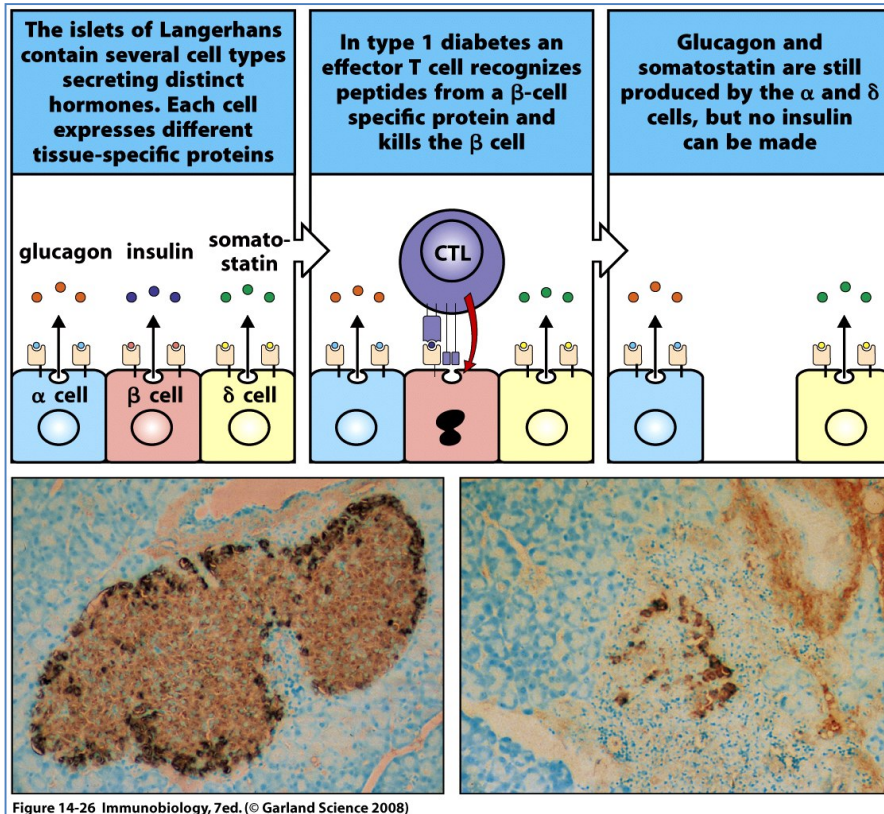 The islets of Langerhans
contain several cell types
secreting distinct
hormones. Each cell
expresses different
tissue-specific proteins
In type 1 diabetes an
effector T cell recognizes
peptides from a β-cell
specific protein and
kills the β cell
Glucagon and
somatostatin are still
produced by the α and δ
cells, but no insulin
can be made
glucagon
insulin
somato-
statin
α cell
β cell
δ cell
CTL
Figure 14-26 Immunobiology, 7ed. (© Garland Science 2008)